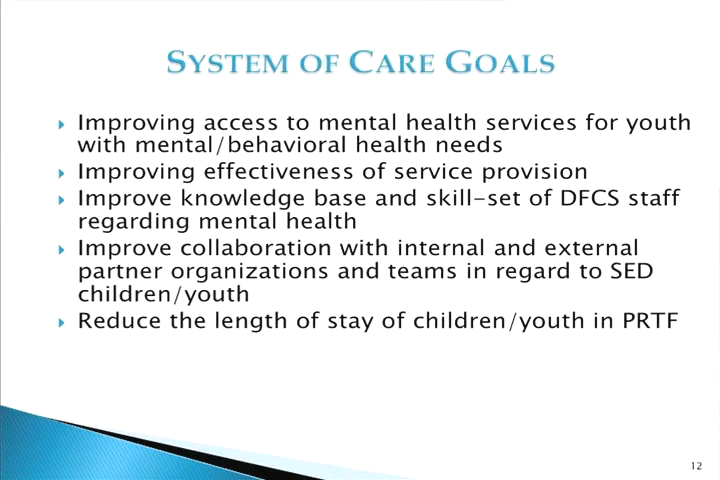 SYSTEM OF CARE GOALS
Improving access to mental health services for youth
with mental/behavioral health needs
Improving effectiveness of service provision
Improve knowledge base and skill-set of DFCS staff
regarding mental health
Improve collaboration with internal and external
partner organizations and teams in regard to SED
children/youth
Reduce the length of stay of children/youth in PRTF
12